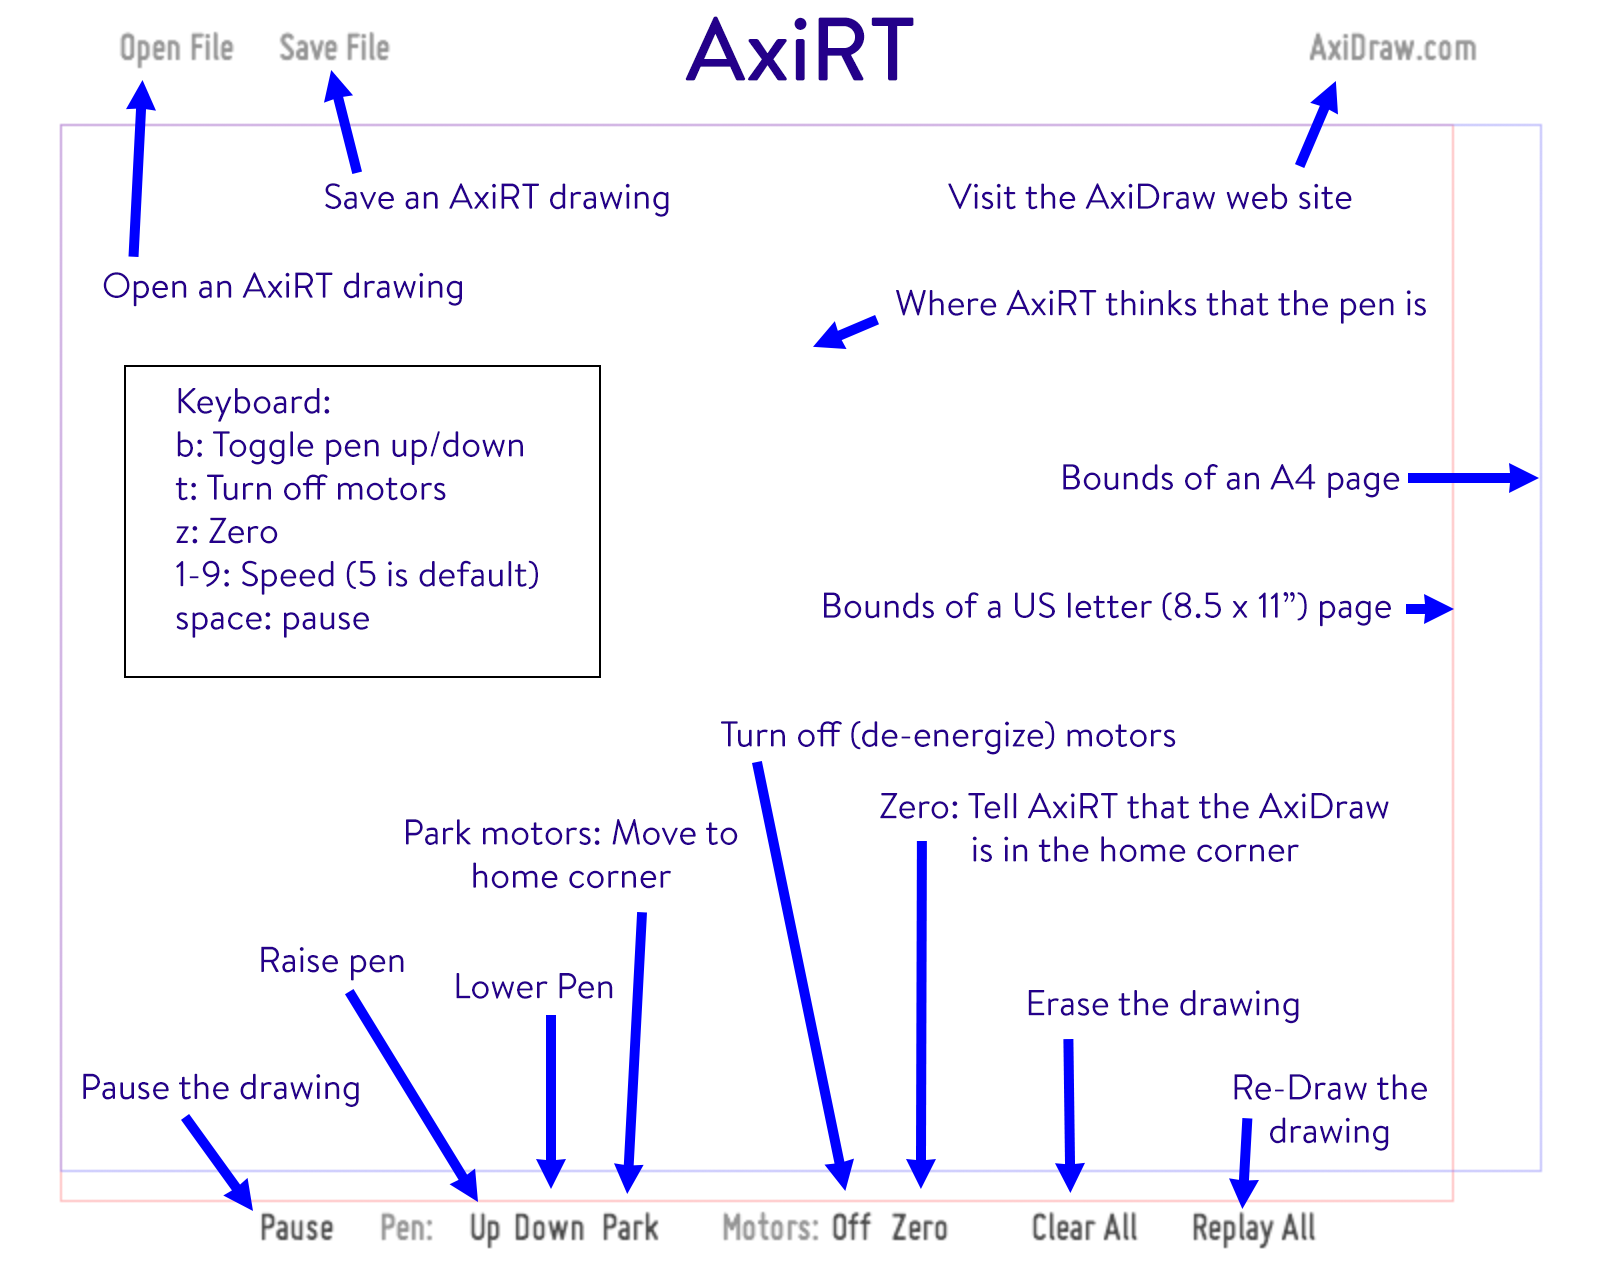 Open File
Save File
AxiRT
AxiDraw.com
Save an AxiRT drawing
Visit the AxiDraw web site
Open an AxiRT drawing
Where AxiRT thinks that the pen is
Keyboard:
b: Toggle pen up/down
t: Turn off motors
z: Zero
1-9: Speed (5 is default)
space: pause
Bounds of an A4 page
Bounds of a US letter (8.5 x 11”) page
Turn off (de-energize) motors
Zero: Tell AxiRT that the AxiDraw
is in the home corner
Park motors: Move to
home corner
Raise pen
Lower Pen
Erase the drawing
Pause the drawing
Re-Draw the
drawing
Pause
Pen:
Up
Down
Park
Motors:
Off
Zero
Clear All
Replay All